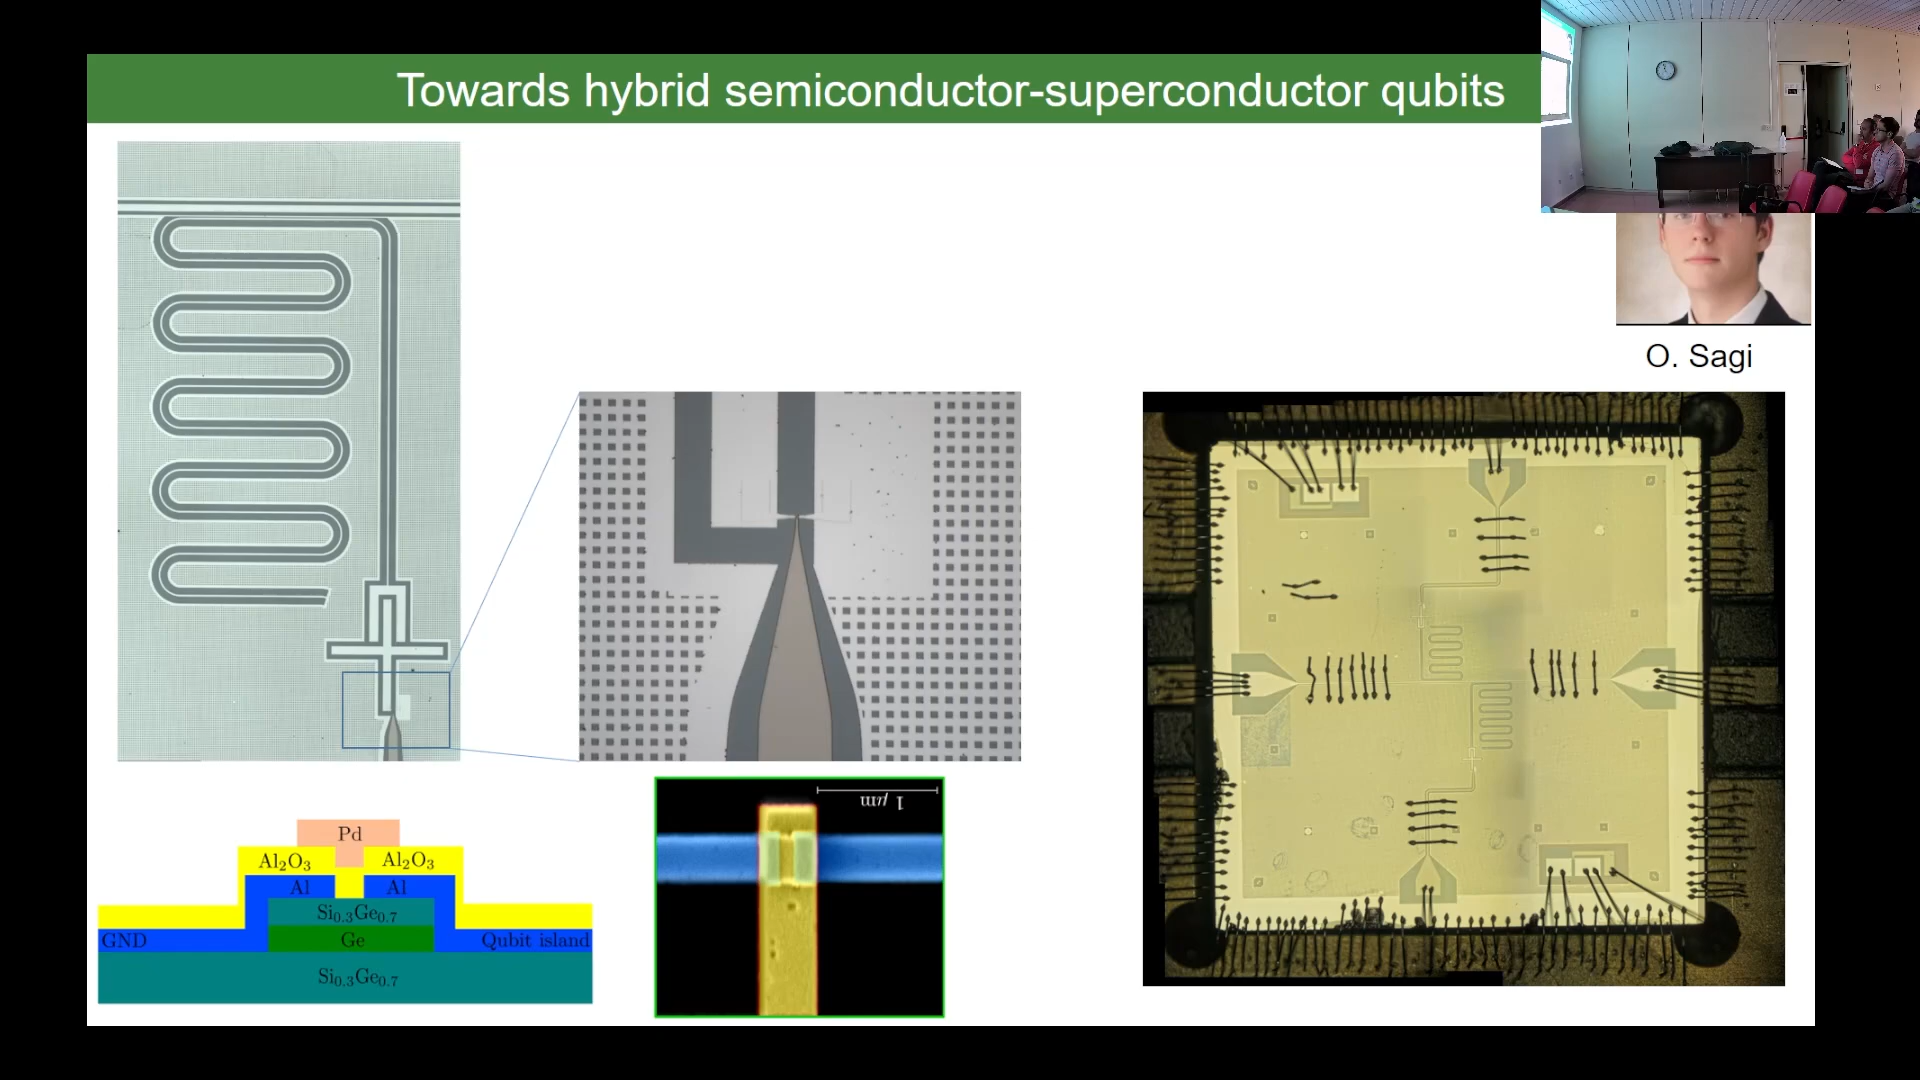 Towards hybrid semiconductor-superconductor qubits
O. Sagi
1 μm
Pd
Al₂O₃ Al₂O₃
Al Al
Si₀.₃Ge₀.₇
GND Ge Qubit island
Si₀.₃Ge₀.₇